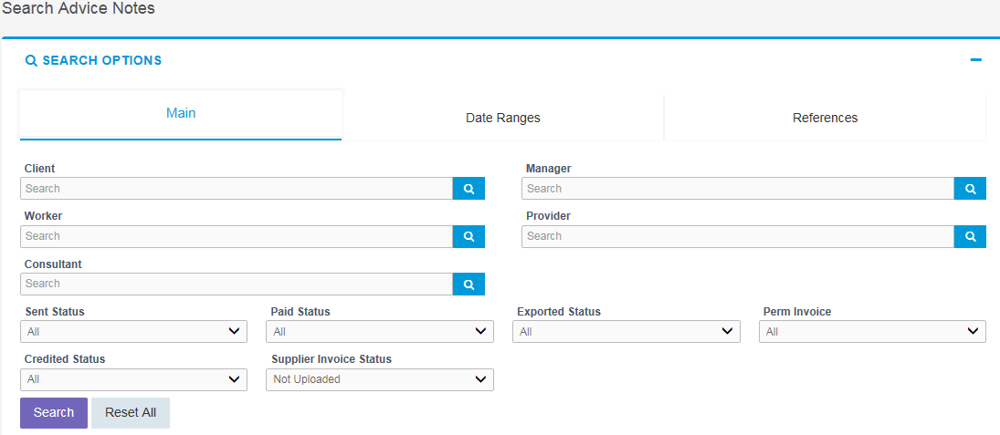 Search Advice Notes
SEARCH OPTIONS
Main
Date Ranges
References
Client
Manager
Search
Search
Worker
Provider
Search
Search
Consultant
Search
Sent Status
Paid Status
Exported Status
Perm Invoice
All
All
All
All
Credited Status
Supplier Invoice Status
All
Not Uploaded
Search
Reset All